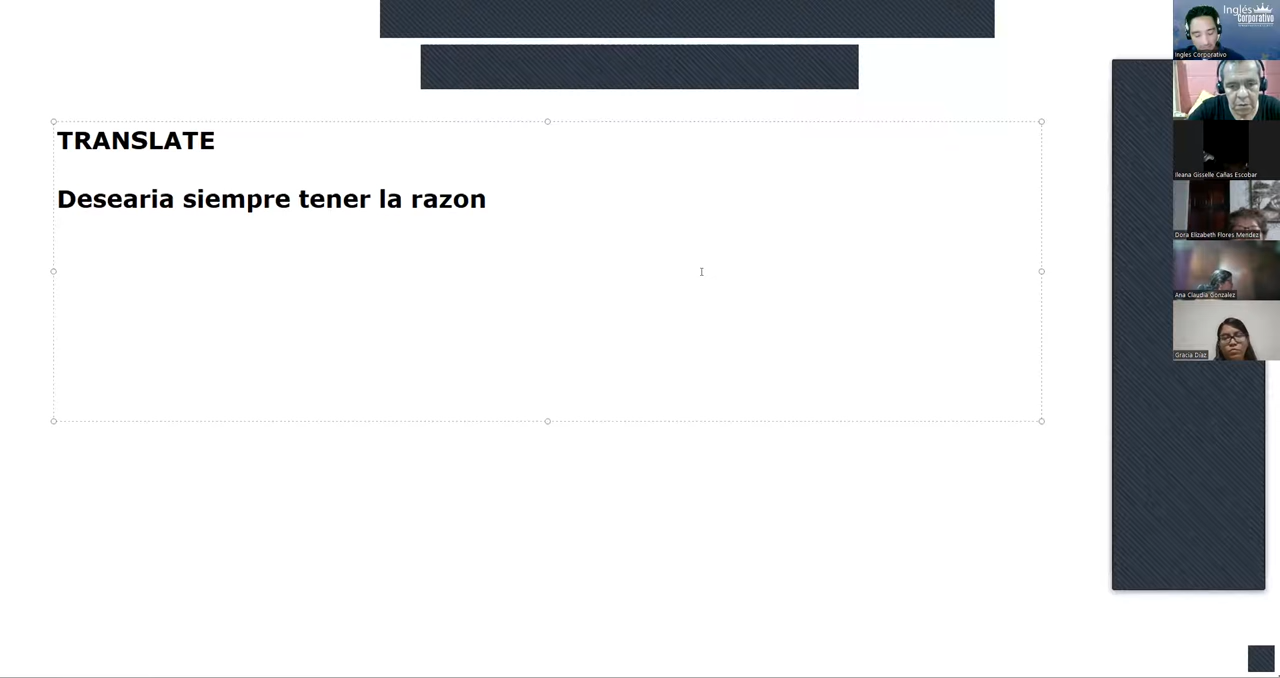 Inglés
Corporativo
Ingles Corporativo
TRANSLATE
Desearia siempre tener la razon
Ileana Gisselle Cañas Escobar
Dora Elizabeth Flores Mendez
Ana Claudia Gonzalez
Gracia Díaz